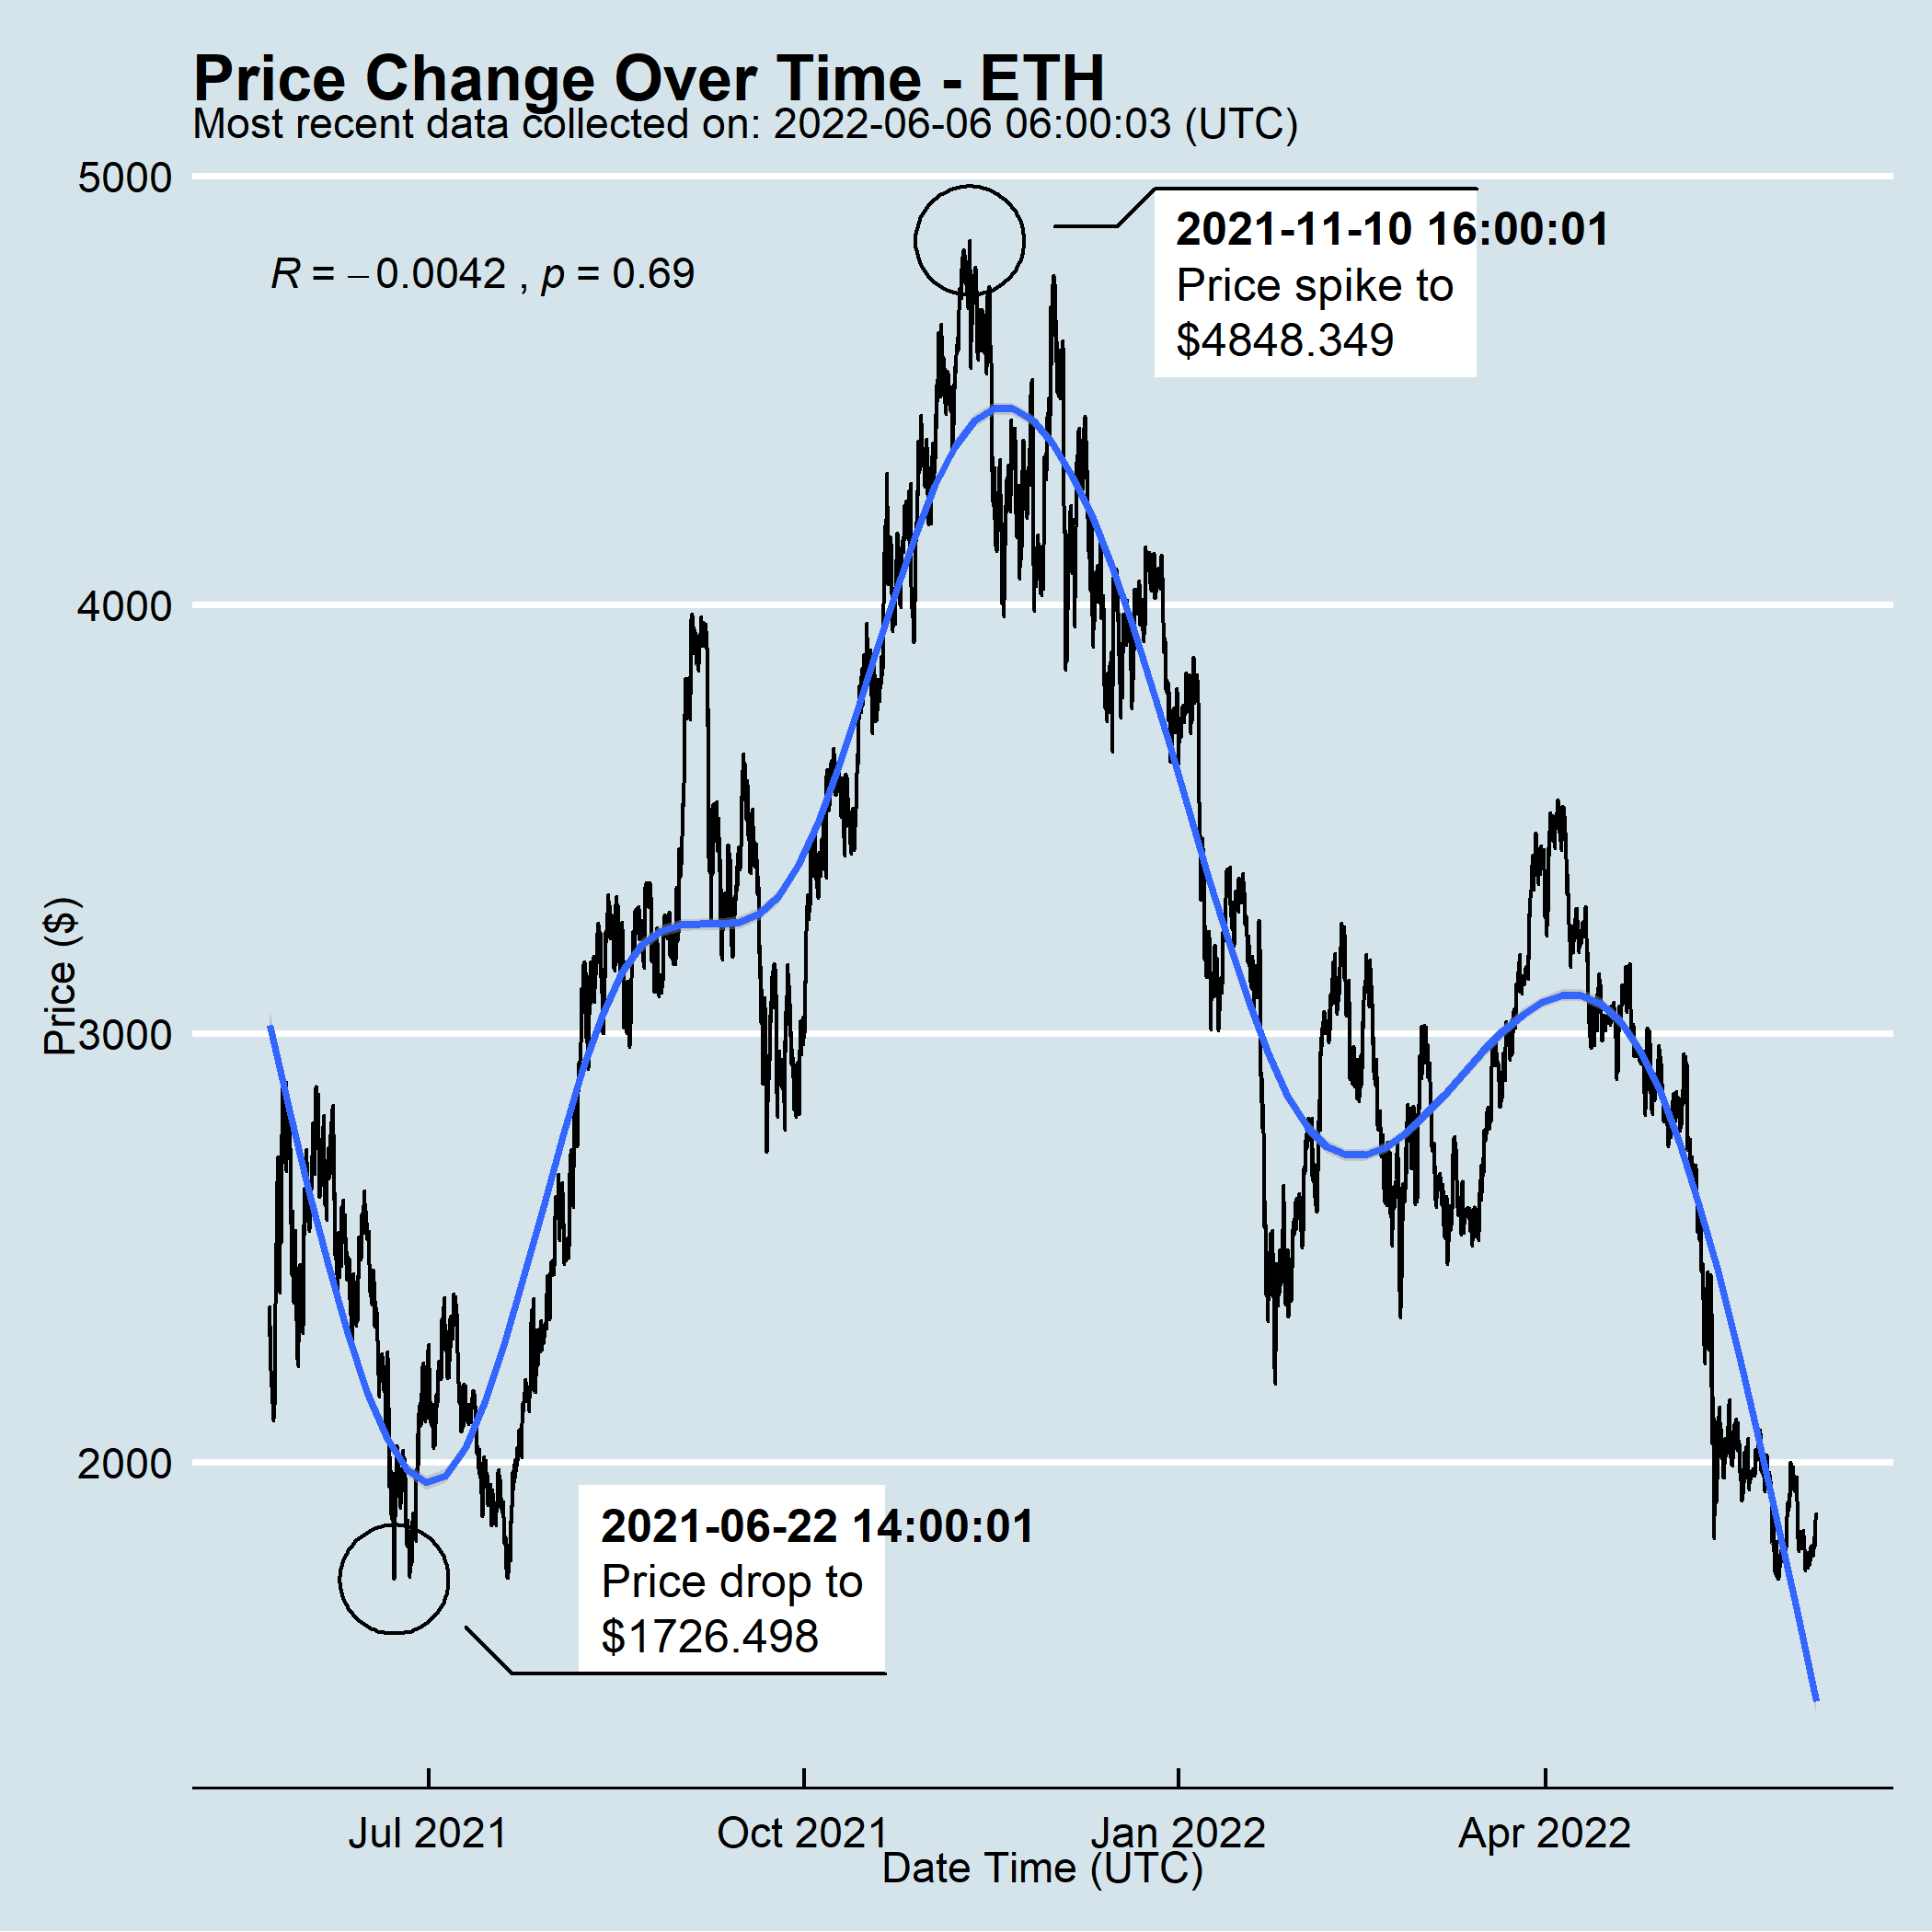 Price Change Over Time - ETH
Most recent data collected on: 2022-06-06 06:00:03 (UTC)
5000
2021-11-10 16:00:01
Price spike to
$4848.349
R = −0.0042 , p = 0.69
4000
Price ($)
3000
2000
2021-06-22 14:00:01
Price drop to
$1726.498
Jul 2021 Oct 2021 Jan 2022 Apr 2022
Date Time (UTC)